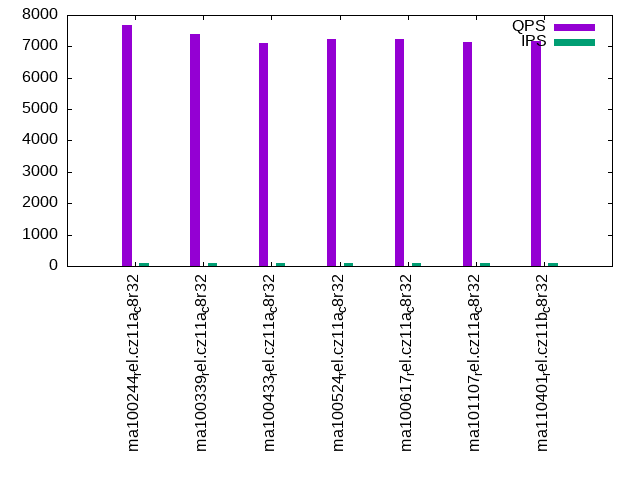 8000
7000
6000
5000
4000
3000
2000
1000
0
QPS
IPS
ma100244rel.cz11ac8r32
ma100339rel.cz11ac8r32
ma100433rel.cz11ac8r32
ma100524rel.cz11ac8r32
ma100617rel.cz11ac8r32
ma101107rel.cz11ac8r32
ma110401rel.cz11bc8r32